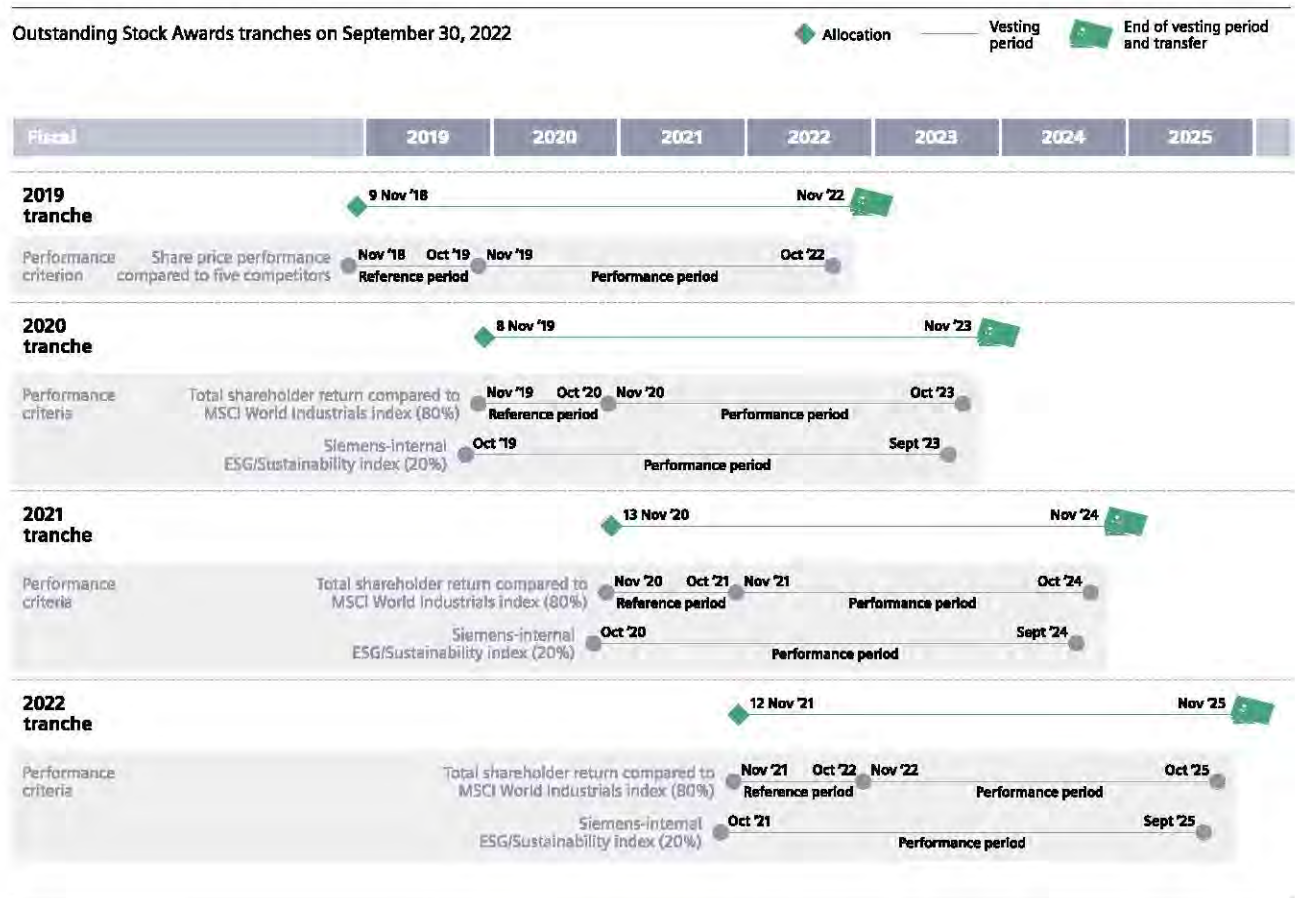 Outstanding Stock Awards tranches on September 30, 2022
Allocation
Vesting
period
End of vesting period
and transfer
Fiscal 2019 2020 2021 2022 2023 2024 2025
2019
tranche
9 Nov '18 Nov '22
Performance
criterion
Share price performance
compared to five competitors
Nov '18 Oct '19 Nov '19 Oct '22
Reference period Performance period
2020
tranche
8 Nov '19 Nov '23
Performance
criteria
Total shareholder return compared to
MSCI World Industrials index (80%)
Nov '19 Oct '20 Nov '20 Oct '23
Reference period Performance period
Siemens-internal
ESG/Sustainability index (20%)
Oct '19 Sept '23
Performance period
2021
tranche
13 Nov '20 Nov '24
Performance
criteria
Total shareholder return compared to
MSCI World Industrials index (80%)
Nov '20 Oct '21 Nov '21 Oct '24
Reference period Performance period
Siemens-internal
ESG/Sustainability index (20%)
Oct '20 Sept '24
Performance period
2022
tranche
12 Nov '21 Nov '25
Performance
criteria
Total shareholder return compared to
MSCI World Industrials index (80%)
Nov '21 Oct '22 Nov '22 Oct '25
Reference period Performance period
Siemens-internal
ESG/Sustainability index (20%)
Oct '21 Sept '25
Performance period